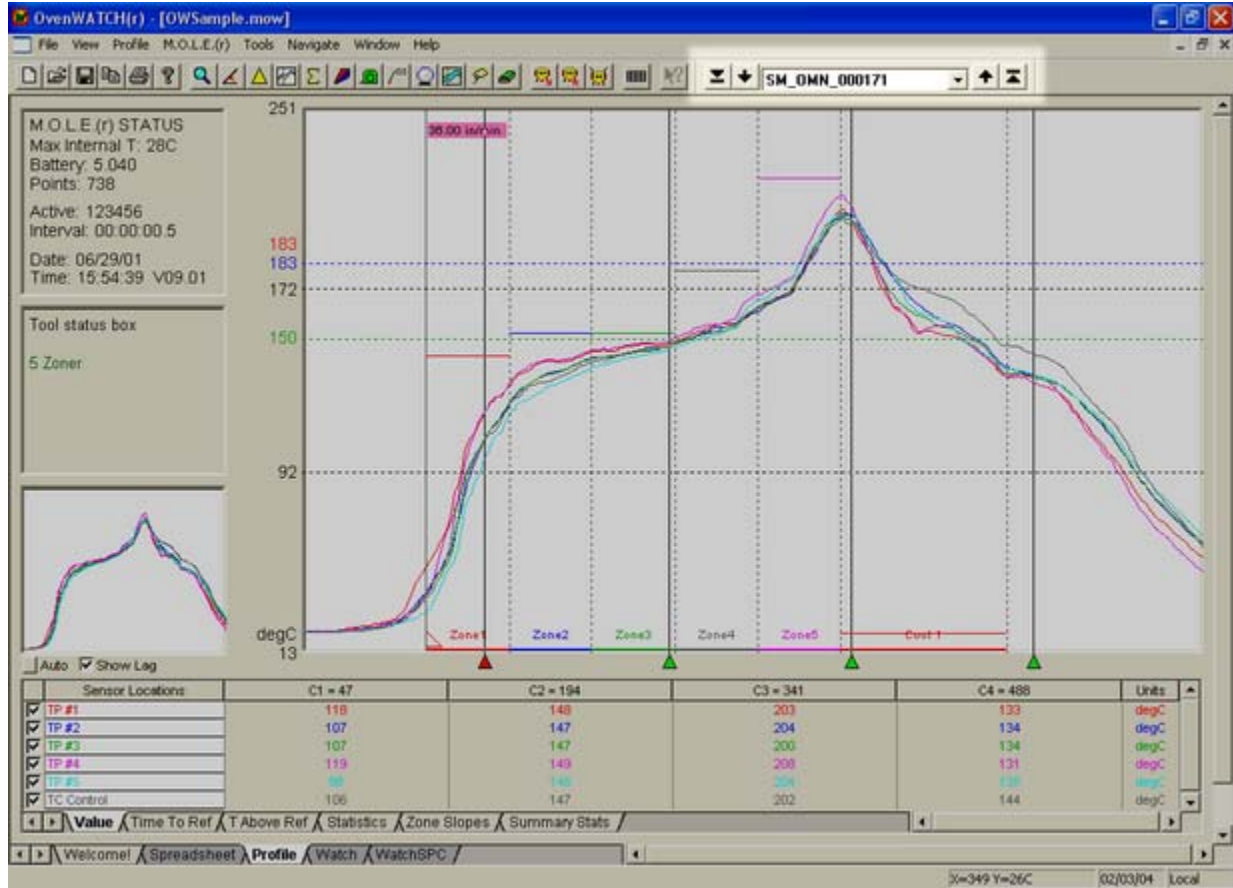 OvenWATCH(r) - [OWSample.mow]
File View Profile M.O.L.E.(r) Tools Navigate Window Help
SM_OMN_000171
M.O.L.E.(r) STATUS
Max Internal T: 28C
Battery: 5.040
Points: 738
Active: 123456
Interval: 00:00:00.5
Date: 06/29/01
Time: 15:54:39 V09.01
Tool status box
5 Zoner
251
36.00 in/min
183
183
172
150
92
degC
13
Zone1 Zone2 Zone3 Zone4 Zone5 Cust 1
Auto Show Lag
Sensor Locations C1 = 47 C2 = 194 C3 = 341 C4 = 488 Units
TP #1 118 148 203 133 degC
TP #2 107 147 204 134 degC
TP #3 107 147 200 134 degC
TP #4 119 149 208 131 degC
TP #5 204 degC
TC Control 106 147 202 144 degC
Value Time To Ref T Above Ref Statistics Zone Slopes Summary Stats
Welcome! Spreadsheet Profile Watch WatchSPC
X=349 Y=26C 02/03/04 Local